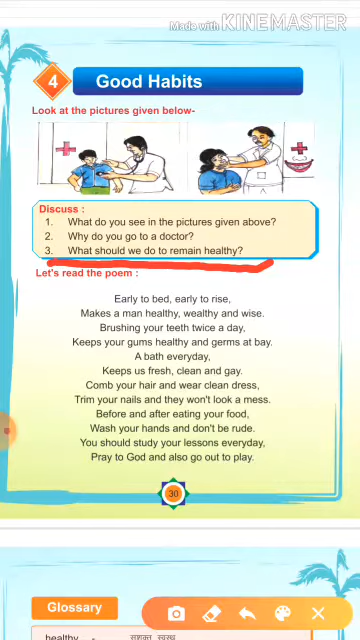 Made with KINEMASTER
4 Good Habits
Look at the pictures given below-
Discuss :
1. What do you see in the pictures given above?
2. Why do you go to a doctor?
3. What should we do to remain healthy?
Let's read the poem :
Early to bed, early to rise,
Makes a man healthy, wealthy and wise.
Brushing your teeth twice a day,
Keeps your gums healthy and germs at bay.
A bath everyday,
Keeps us fresh, clean and gay.
Comb your hair and wear clean dress,
Trim your nails and they won't look a mess.
Before and after eating your food,
Wash your hands and don't be rude.
You should study your lessons everyday,
Pray to God and also go out to play.
30
Glossary
healthy - सशक्त, स्वस्थ